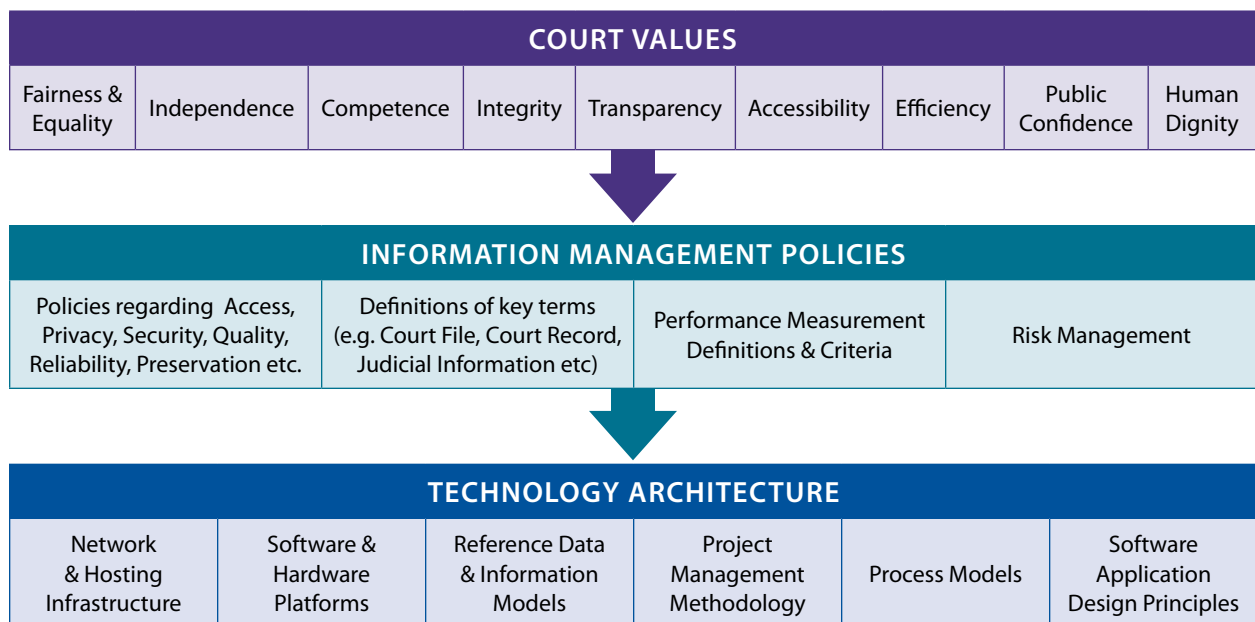 COURT VALUES
Fairness &
Equality
Independence
Competence
Integrity
Transparency
Accessibility
Efficiency
Public
Confidence
Human
Dignity
INFORMATION MANAGEMENT POLICIES
Policies regarding Access,
Privacy, Security, Quality,
Reliability, Preservation etc.
Definitions of key terms
(e.g. Court File, Court Record,
Judicial Information etc)
Performance Measurement
Definitions & Criteria
Risk Management
TECHNOLOGY ARCHITECTURE
Network
& Hosting
Infrastructure
Software &
Hardware
Platforms
Reference Data
& Information
Models
Project
Management
Methodology
Process Models
Software
Application
Design Principles